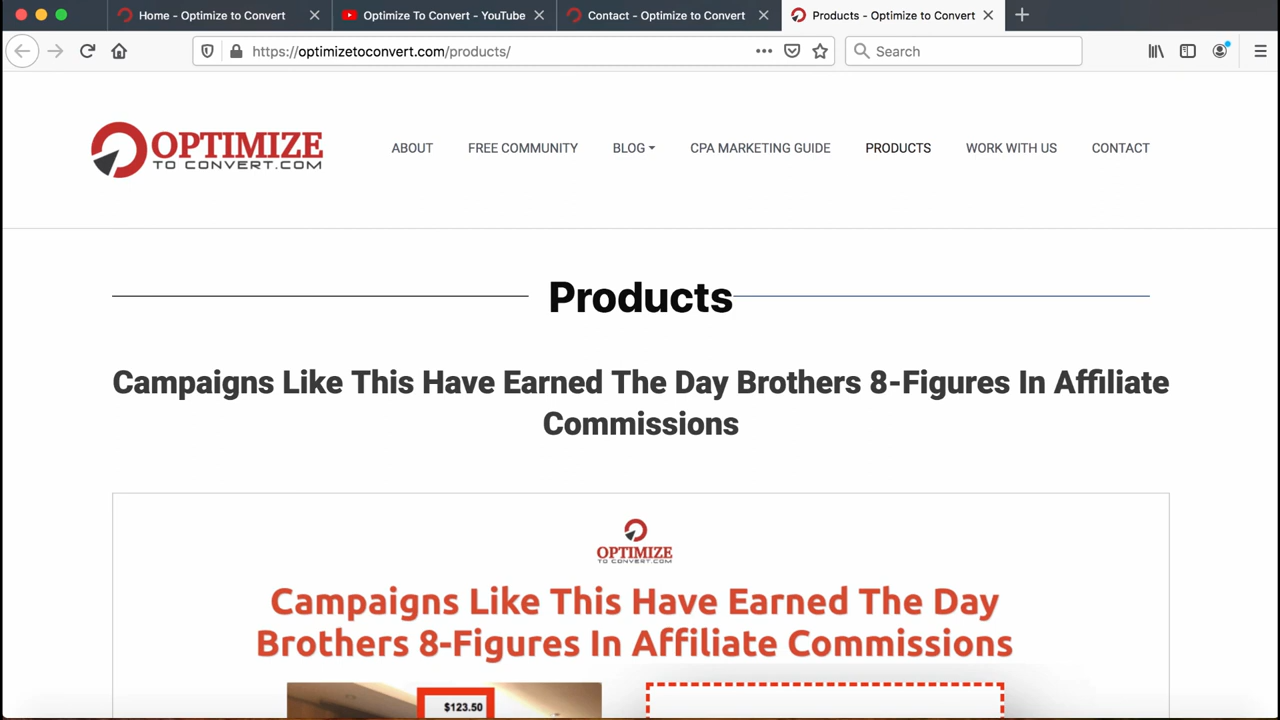 Home - Optimize to Convert
Optimize To Convert - YouTube
Contact - Optimize to Convert
Products - Optimize to Convert
https://optimizetoconvert.com/products/
Search
OPTIMIZE
TO CONVERT.COM
ABOUT
FREE COMMUNITY
BLOG
CPA MARKETING GUIDE
PRODUCTS
WORK WITH US
CONTACT
Products
Campaigns Like This Have Earned The Day Brothers 8-Figures In Affiliate
Commissions
OPTIMIZE
TO CONVERT.COM
Campaigns Like This Have Earned The Day
Brothers 8-Figures In Affiliate Commissions
$123.50